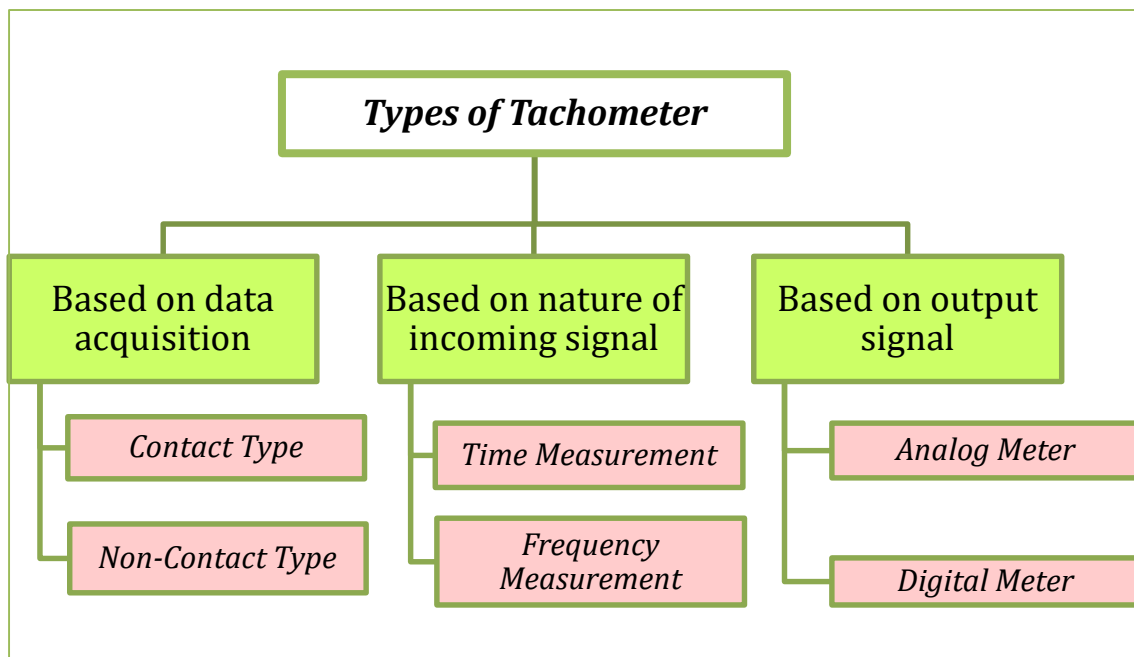 Types of Tachometer
Based on data
acquisition
Contact Type
Non-Contact Type
Based on nature of
incoming signal
Time Measurement
Frequency
Measurement
Based on output
signal
Analog Meter
Digital Meter